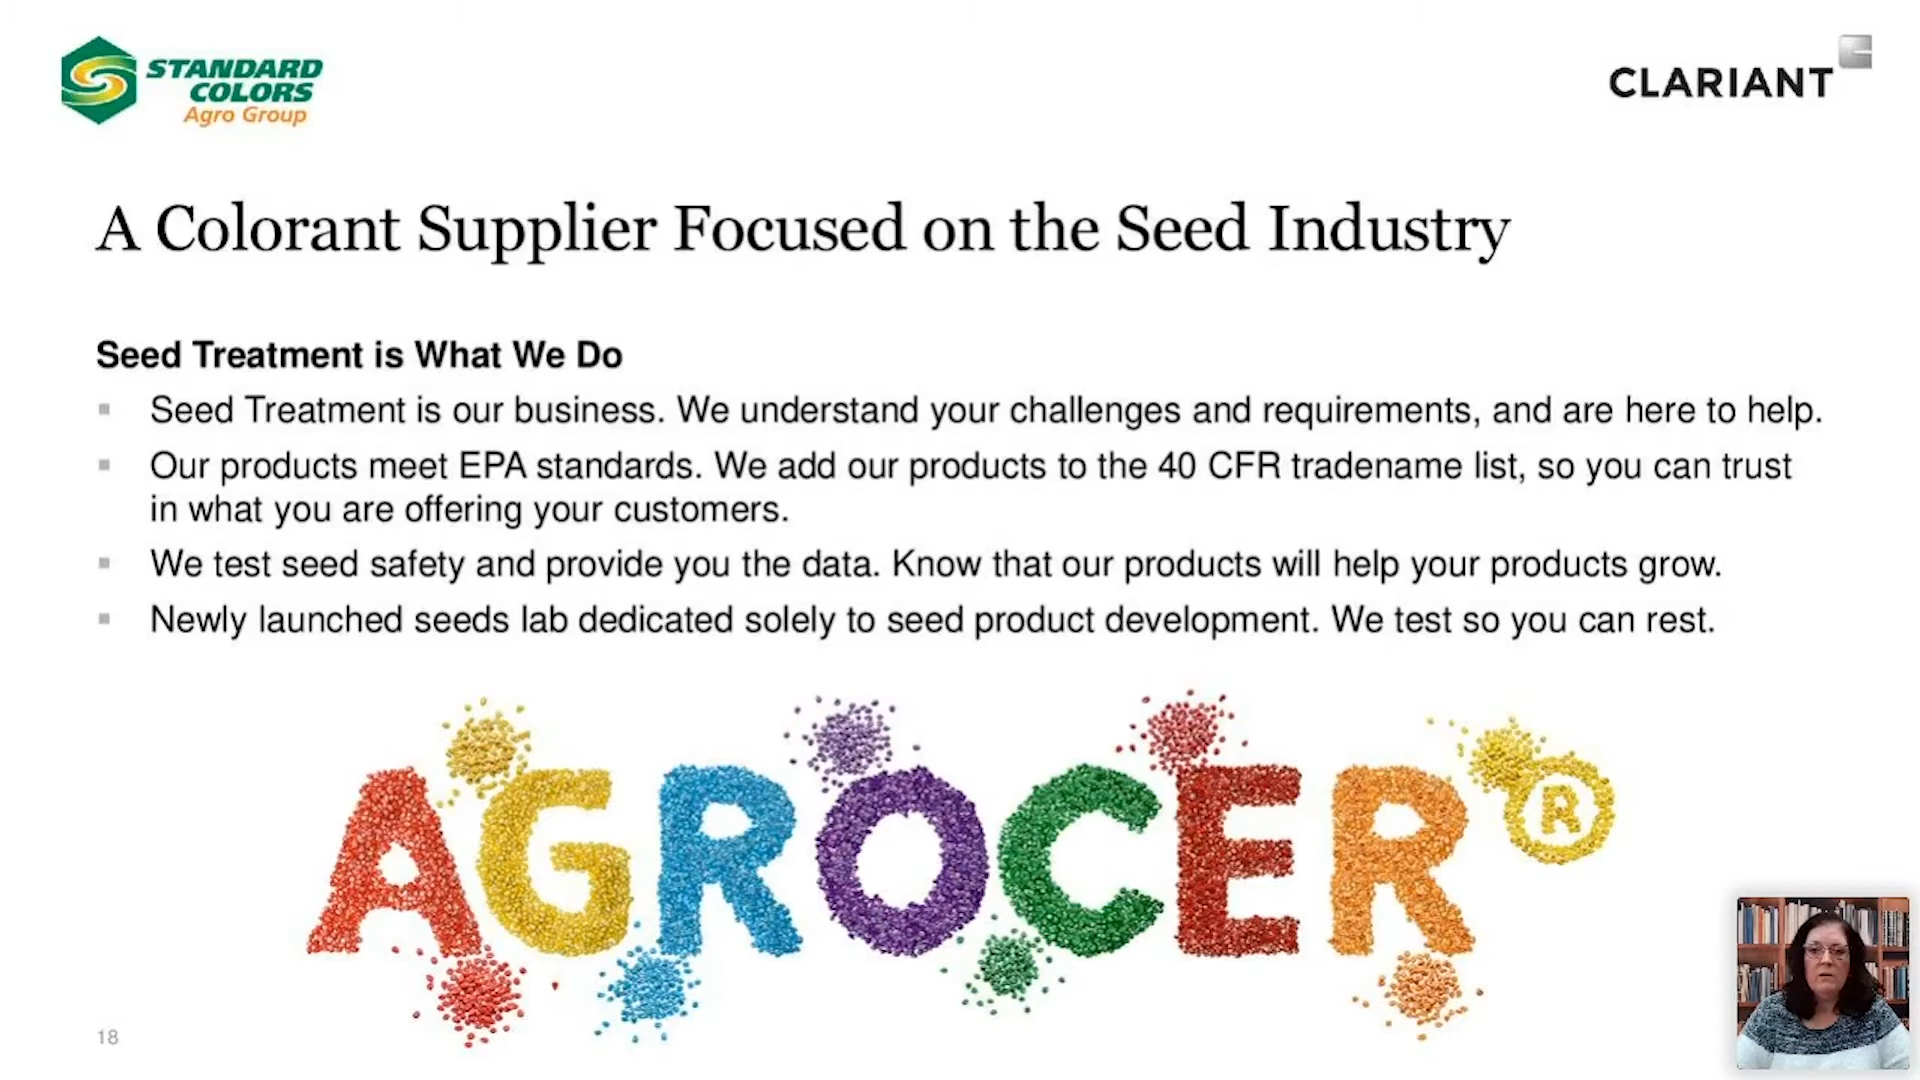 STANDARD
COLORS
Agro Group
CLARIANT
A Colorant Supplier Focused on the Seed Industry
Seed Treatment is What We Do
▪ Seed Treatment is our business. We understand your challenges and requirements, and are here to help.
▪ Our products meet EPA standards. We add our products to the 40 CFR tradename list, so you can trust
in what you are offering your customers.
▪ We test seed safety and provide you the data. Know that our products will help your products grow.
▪ Newly launched seeds lab dedicated solely to seed product development. We test so you can rest.
AGROCER®
18